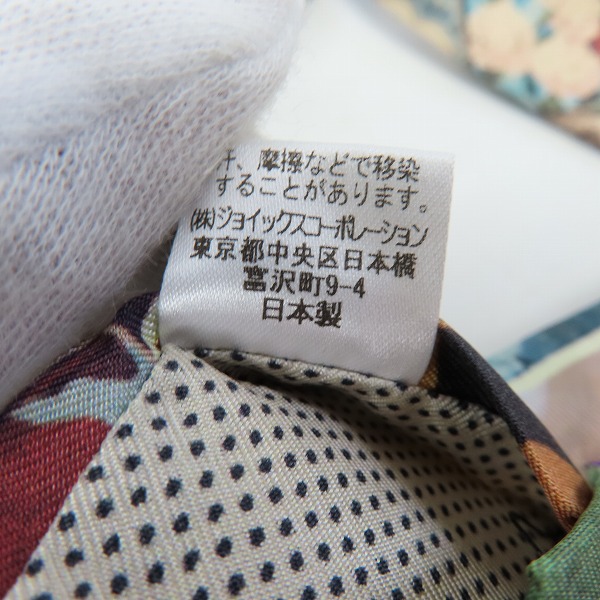 汗、摩擦などで移染
することがあります。
(株)ジョイックスコーポレーション
東京都中央区日本橋
富沢町9-4
日本製